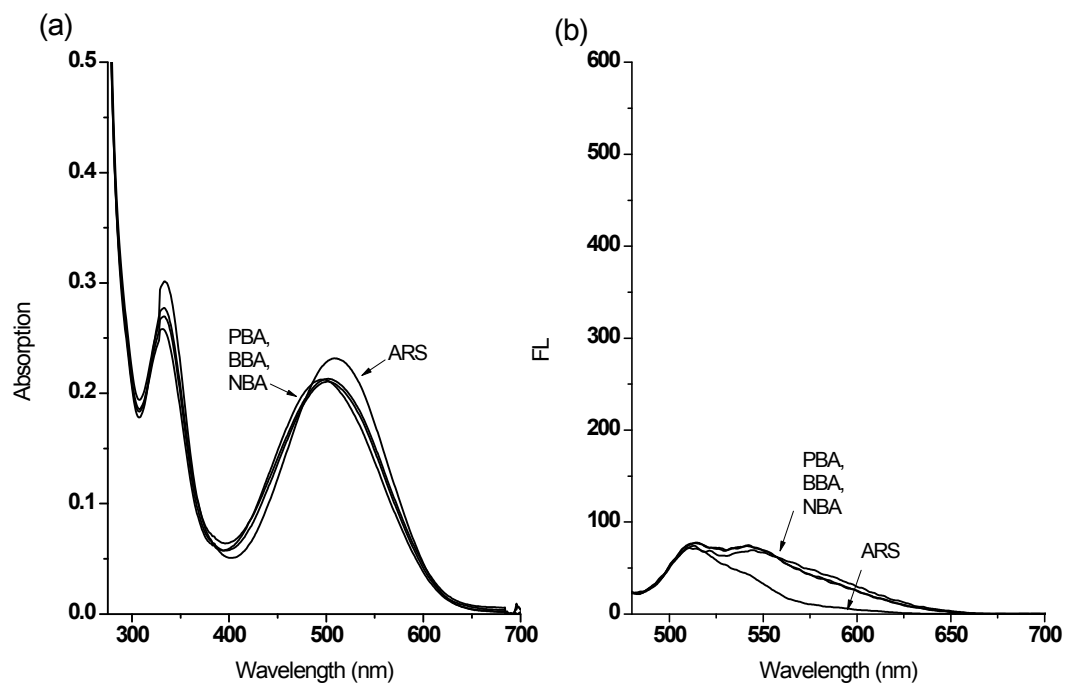 (a)
0.5
0.4
0.3
0.2
0.1
0.0
Absorption
PBA,
BBA,
NBA
ARS
300 400 500 600 700
Wavelength (nm)
(b)
600
500
400
300
200
100
0
FL
PBA,
BBA,
NBA
ARS
500 550 600 650 700
Wavelength (nm)